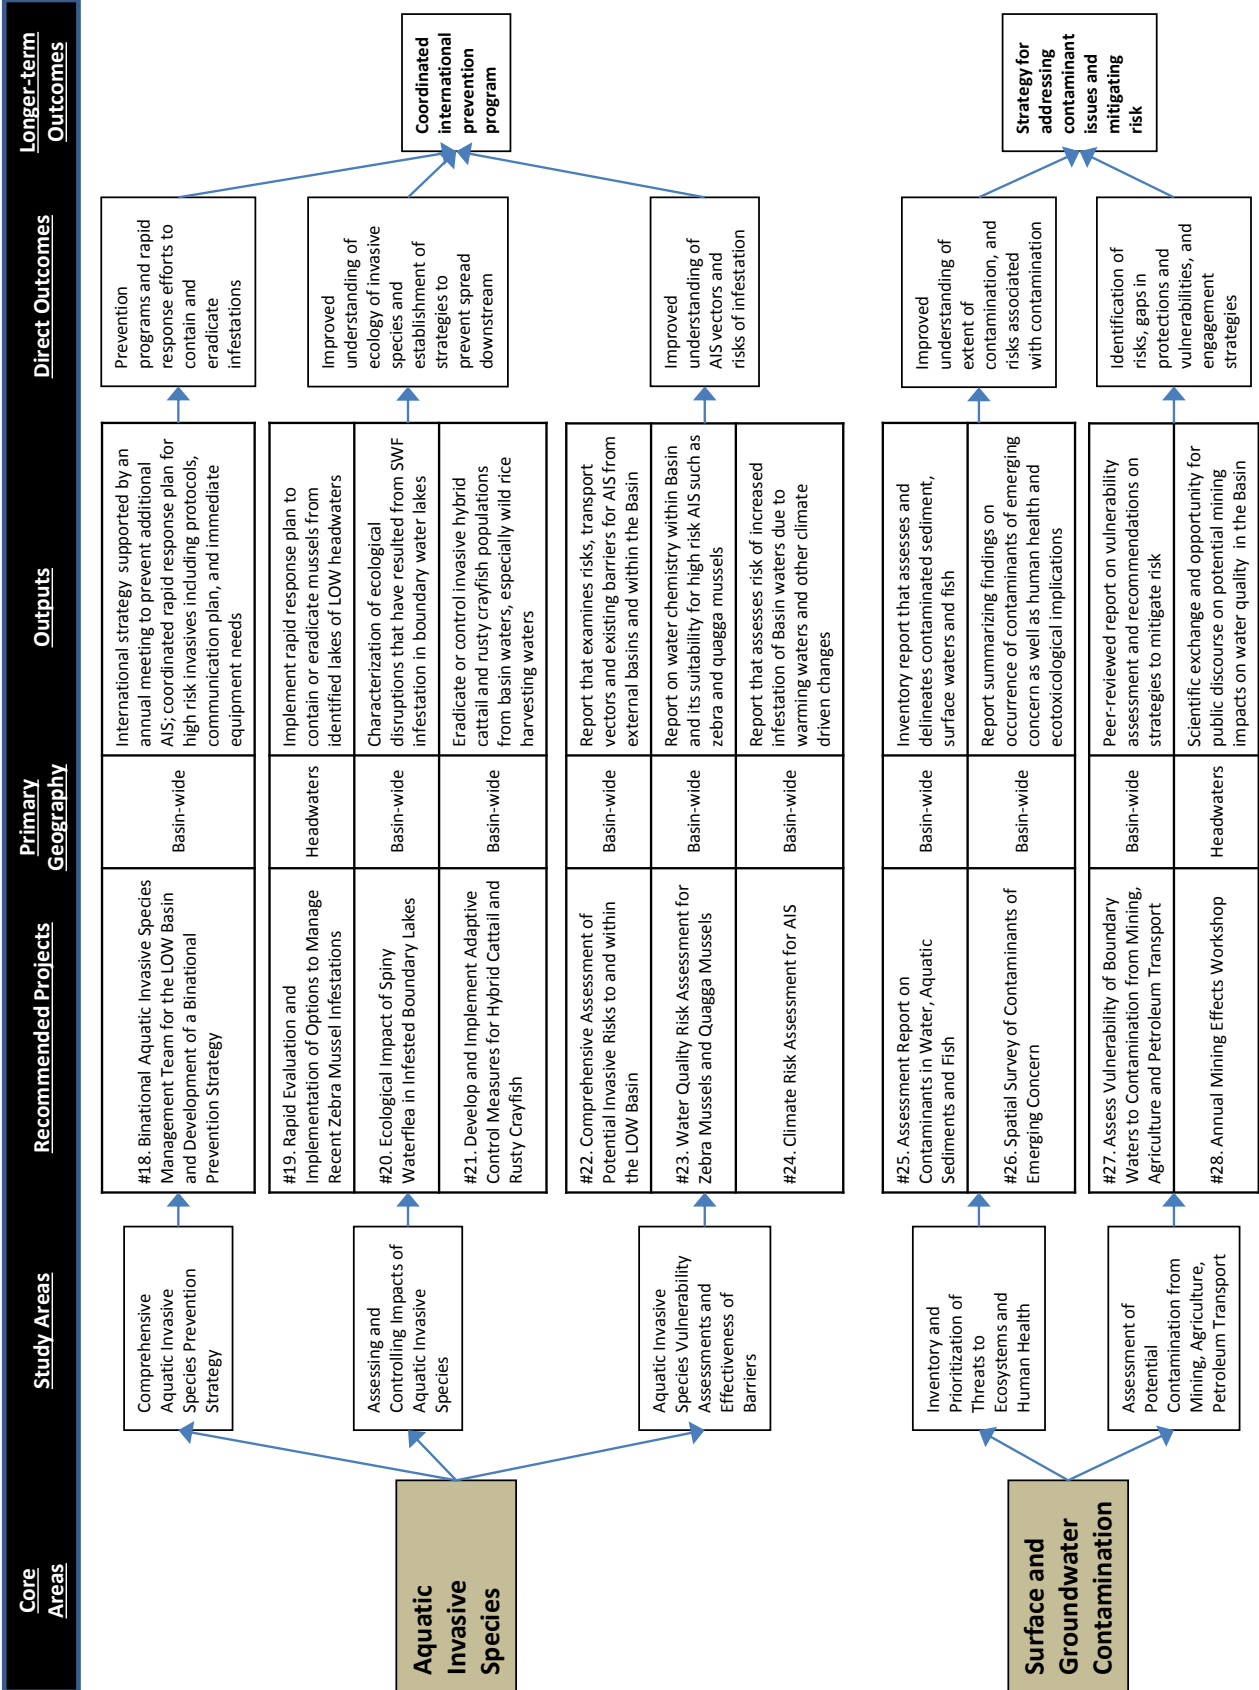 Core
Areas
Study Areas
Recommended Projects
Primary
Geography
Outputs
Direct Outcomes
Longer-term
Outcomes
Aquatic
Invasive
Species
Comprehensive
Aquatic Invasive
Species Prevention
Strategy
#18. Binational Aquatic Invasive Species
Management Team for the LOW Basin
and Development of a Binational
Prevention Strategy
Basin-wide
International strategy supported by an
annual meeting to prevent additional
AIS; coordinated rapid response plan for
high risk invasives including protocols,
communication plan, and immediate
equipment needs
Prevention
programs and rapid
response efforts to
contain and
eradicate
infestations
Assessing and
Controlling Impacts of
Aquatic Invasive
Species
#19. Rapid Evaluation and
Implementation of Options to Manage
Recent Zebra Mussel Infestations
Headwaters
Implement rapid response plan to
contain or eradicate mussels from
identified lakes of LOW headwaters
#20. Ecological Impact of Spiny
Waterflea in Infested Boundary Lakes
Basin-wide
Characterization of ecological
disruptions that have resulted from SWF
infestation in boundary water lakes
#21. Develop and Implement Adaptive
Control Measures for Hybrid Cattail and
Rusty Crayfish
Basin-wide
Eradicate or control invasive hybrid
cattail and rusty crayfish populations
from basin waters, especially wild rice
harvesting waters
Improved
understanding of
ecology of invasive
species and
establishment of
strategies to
prevent spread
downstream
Coordinated
international
prevention
program
Aquatic Invasive
Species Vulnerability
Assessments and
Effectiveness of
Barriers
#22. Comprehensive Assessment of
Potential Invasive Risks to and within
the LOW Basin
Basin-wide
Report that examines risks, transport
vectors and existing barriers for AIS from
external basins and within the Basin
#23. Water Quality Risk Assessment for
Zebra Mussels and Quagga Mussels
Basin-wide
Report on water chemistry within Basin
and its suitability for high risk AIS such as
zebra and quagga mussels
#24. Climate Risk Assessment for AIS
Basin-wide
Report that assesses risk of increased
infestation of Basin waters due to
warming waters and other climate
driven changes
Improved
understanding of
AIS vectors and
risks of infestation
Surface and
Groundwater
Contamination
Inventory and
Prioritization of
Threats to
Ecosystems and
Human Health
#25. Assessment Report on
Contaminants in Water, Aquatic
Sediments and Fish
Basin-wide
Inventory report that assesses and
delineates contaminated sediment,
surface waters and fish
#26. Spatial Survey of Contaminants of
Emerging Concern
Basin-wide
Report summarizing findings on
occurrence of contaminants of emerging
concern as well as human health and
ecotoxicological implications
Improved
understanding of
extent of
contamination, and
risks associated
with contamination
Strategy for
addressing
contaminant
issues and
mitigating
risk
Assessment of
Potential
Contamination from
Mining, Agriculture,
Petroleum Transport
#27. Assess Vulnerability of Boundary
Waters to Contamination from Mining,
Agriculture and Petroleum Transport
Basin-wide
Peer-reviewed report on vulnerability
assessment and recommendations on
strategies to mitigate risk
#28. Annual Mining Effects Workshop
Headwaters
Scientific exchange and opportunity for
public discourse on potential mining
impacts on water quality in the Basin
Identification of
risks, gaps in
protections and
vulnerabilities, and
engagement
strategies